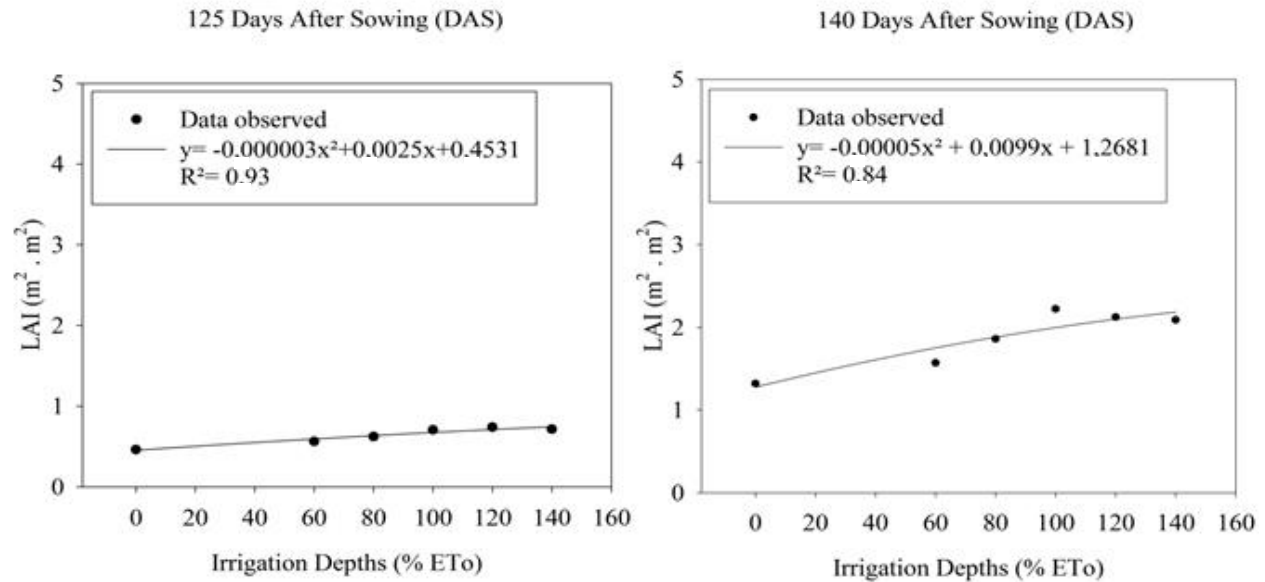 125 Days After Sowing (DAS)
5
4
3
2
1
0
LAI (m² . m²)
Data observed
y= -0.000003x²+0.0025x+0.4531
R²= 0.93
0 20 40 60 80 100 120 140 160
Irrigation Depths (% ETo)
140 Days After Sowing (DAS)
5
4
3
2
1
0
LAI (m² . m²)
Data observed
y= -0.00005x² + 0.0099x + 1.2681
R²= 0.84
0 20 40 60 80 100 120 140 160
Irrigation Depths (% ETo)